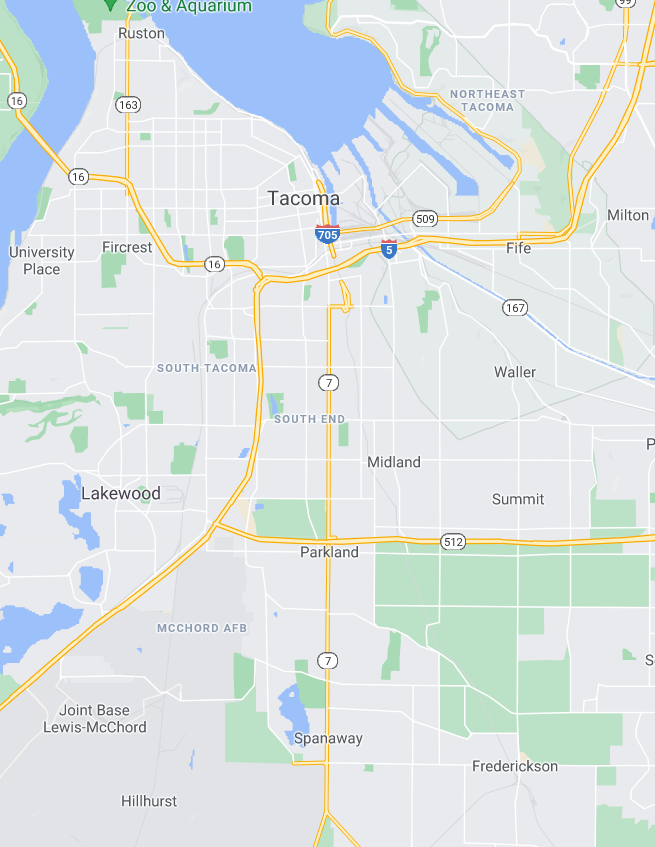 Zoo & Aquarium
99
Ruston
NORTHEAST
TACOMA
16
163
16
Tacoma
509
Milton
705
University
Place
Fircrest
5
Fife
16
167
SOUTH TACOMA
Waller
7
SOUTH END
Midland
Lakewood
Summit
512
Parkland
MCCHORD AFB
7
Joint Base
Lewis-McChord
Spanaway
Frederickson
Hillhurst